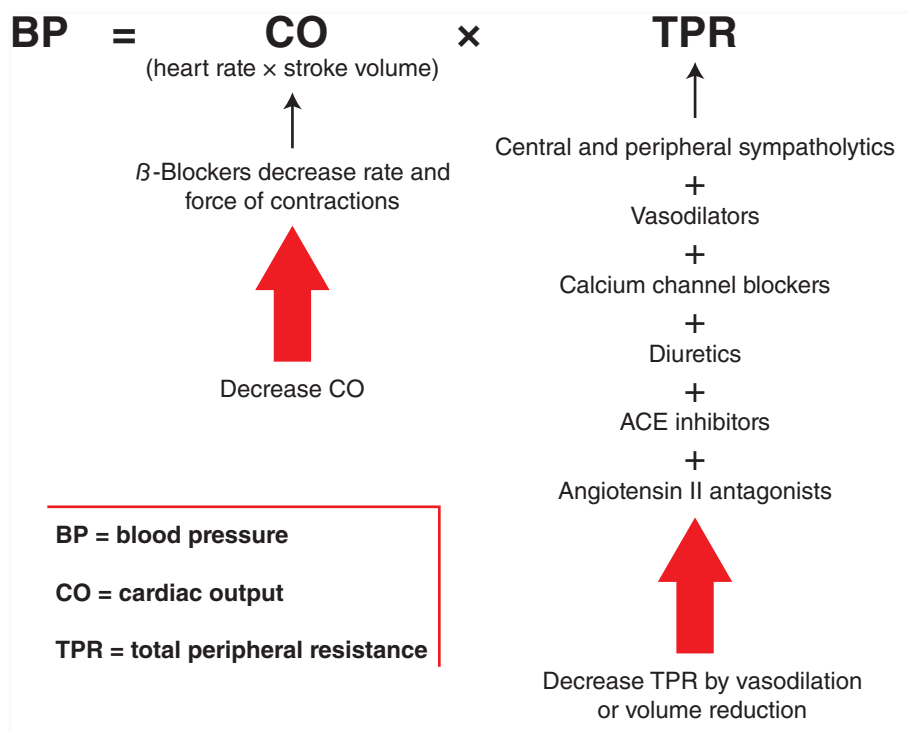 BP = CO × TPR
(heart rate × stroke volume)
ß-Blockers decrease rate and
force of contractions
Decrease CO
Central and peripheral sympatholytics
+
Vasodilators
+
Calcium channel blockers
+
Diuretics
+
ACE inhibitors
+
Angiotensin II antagonists
Decrease TPR by vasodilation
or volume reduction
BP = blood pressure
CO = cardiac output
TPR = total peripheral resistance